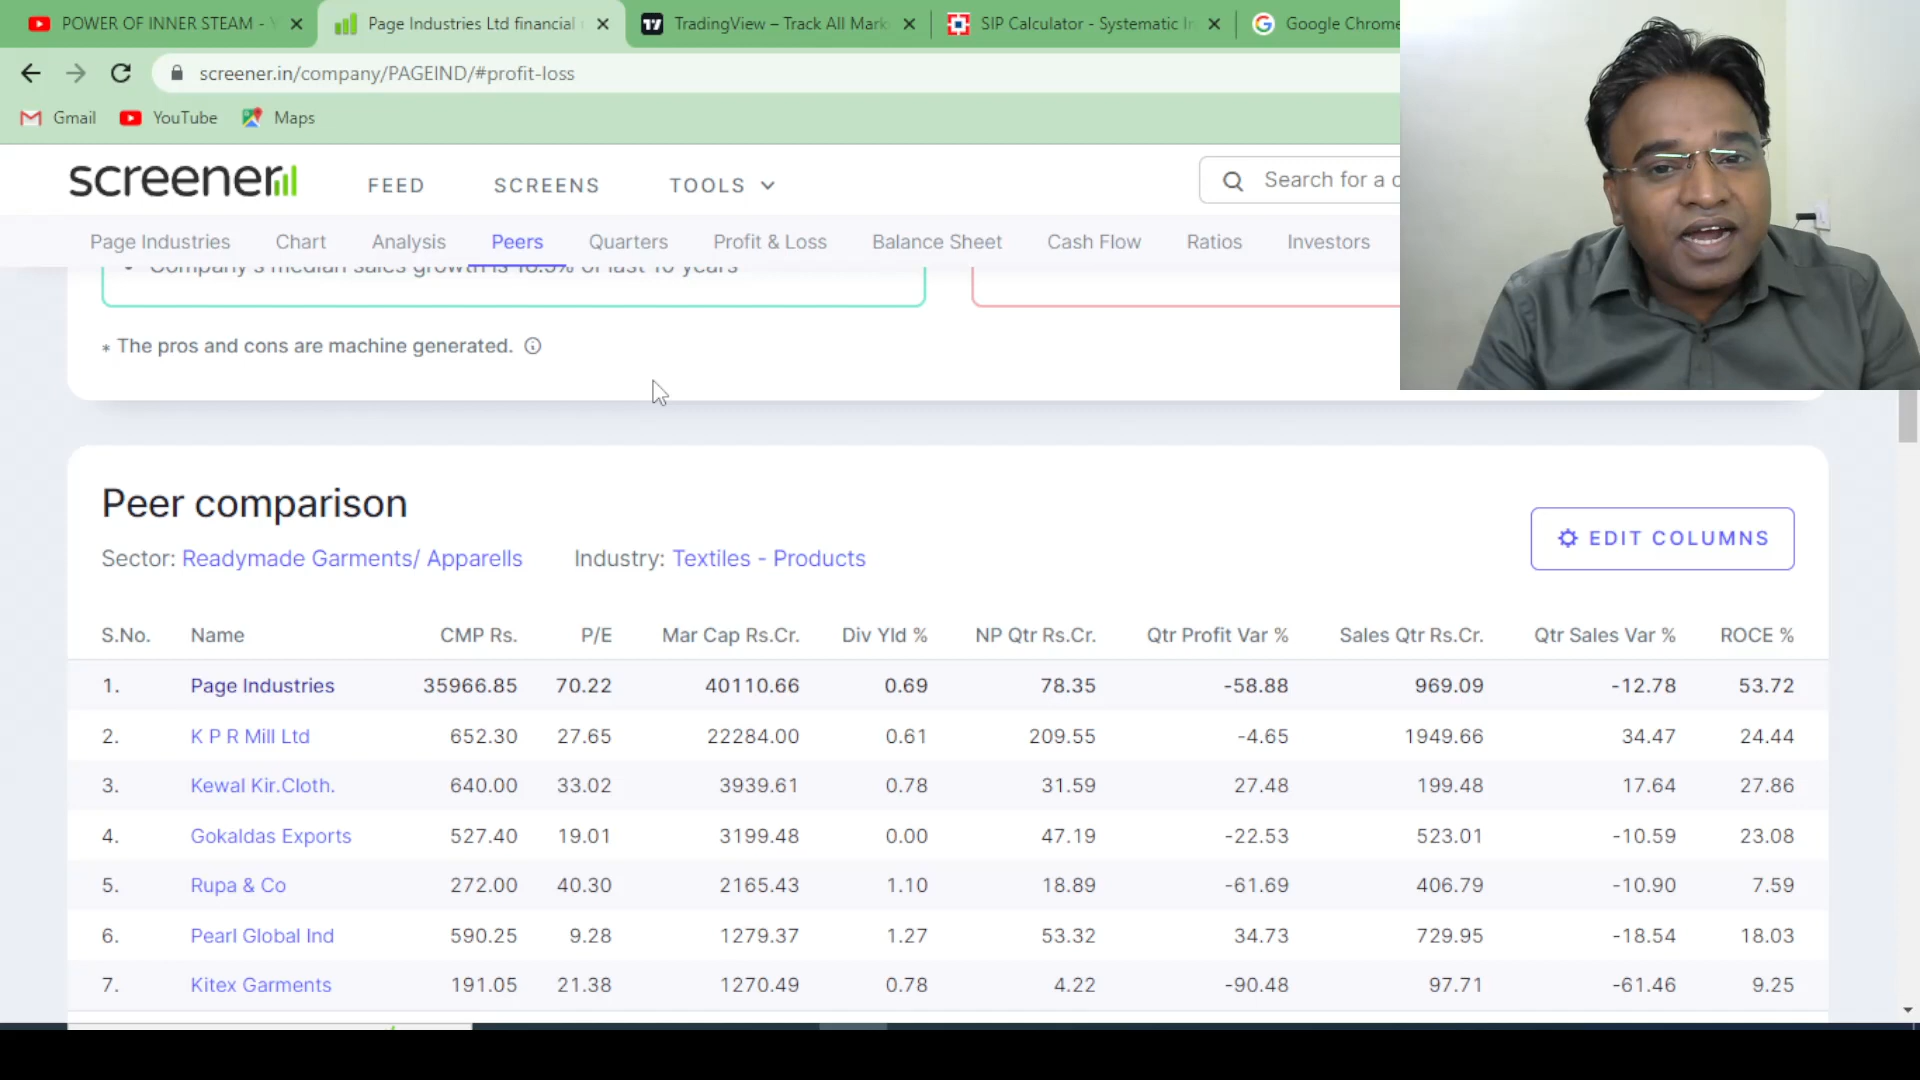 POWER OF INNER STEAM - Y
Page Industries Ltd financial r
TradingView – Track All Mark
SIP Calculator - Systematic In
Google Chrome
screener.in/company/PAGEIND/#profit-loss
Gmail YouTube Maps
screener FEED SCREENS TOOLS Search for a c
Page Industries Chart Analysis Peers Quarters Profit & Loss Balance Sheet Cash Flow Ratios Investors
Company's median sales growth is of last 10 years
* The pros and cons are machine generated.
Peer comparison
EDIT COLUMNS
Sector: Readymade Garments/ Apparells Industry: Textiles - Products
S.No. Name CMP Rs. P/E Mar Cap Rs.Cr. Div Yld % NP Qtr Rs.Cr. Qtr Profit Var % Sales Qtr Rs.Cr. Qtr Sales Var % ROCE %
1. Page Industries 35966.85 70.22 40110.66 0.69 78.35 -58.88 969.09 -12.78 53.72
2. K P R Mill Ltd 652.30 27.65 22284.00 0.61 209.55 -4.65 1949.66 34.47 24.44
3. Kewal Kir.Cloth. 640.00 33.02 3939.61 0.78 31.59 27.48 199.48 17.64 27.86
4. Gokaldas Exports 527.40 19.01 3199.48 0.00 47.19 -22.53 523.01 -10.59 23.08
5. Rupa & Co 272.00 40.30 2165.43 1.10 18.89 -61.69 406.79 -10.90 7.59
6. Pearl Global Ind 590.25 9.28 1279.37 1.27 53.32 34.73 729.95 -18.54 18.03
7. Kitex Garments 191.05 21.38 1270.49 0.78 4.22 -90.48 97.71 -61.46 9.25